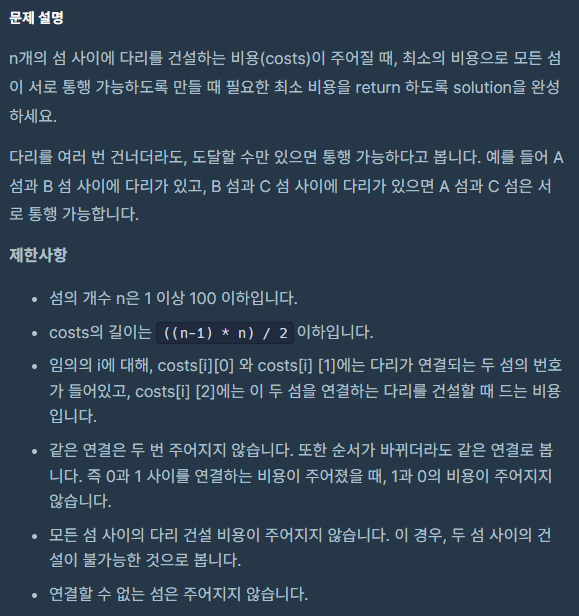 문제 설명
n개의 섬 사이에 다리를 건설하는 비용(costs)이 주어질 때, 최소의 비용으로 모든 섬
이 서로 통행 가능하도록 만들 때 필요한 최소 비용을 return 하도록 solution을 완성
하세요.
다리를 여러 번 건너더라도, 도달할 수만 있으면 통행 가능하다고 봅니다. 예를 들어 A
섬과 B 섬 사이에 다리가 있고, B 섬과 C 섬 사이에 다리가 있으면 A 섬과 C 섬은 서
로 통행 가능합니다.
제한사항
• 섬의 개수 n은 1 이상 100 이하입니다.
• costs의 길이는 ((n-1) * n) / 2 이하입니다.
• 임의의 i에 대해, costs[i][0] 와 costs[i] [1]에는 다리가 연결되는 두 섬의 번호
가 들어있고, costs[i] [2]에는 이 두 섬을 연결하는 다리를 건설할 때 드는 비용
입니다.
• 같은 연결은 두 번 주어지지 않습니다. 또한 순서가 바뀌더라도 같은 연결로 봅
니다. 즉 0과 1 사이를 연결하는 비용이 주어졌을 때, 1과 0의 비용이 주어지지
않습니다.
• 모든 섬 사이의 다리 건설 비용이 주어지지 않습니다. 이 경우, 두 섬 사이의 건
설이 불가능한 것으로 봅니다.
• 연결할 수 없는 섬은 주어지지 않습니다.